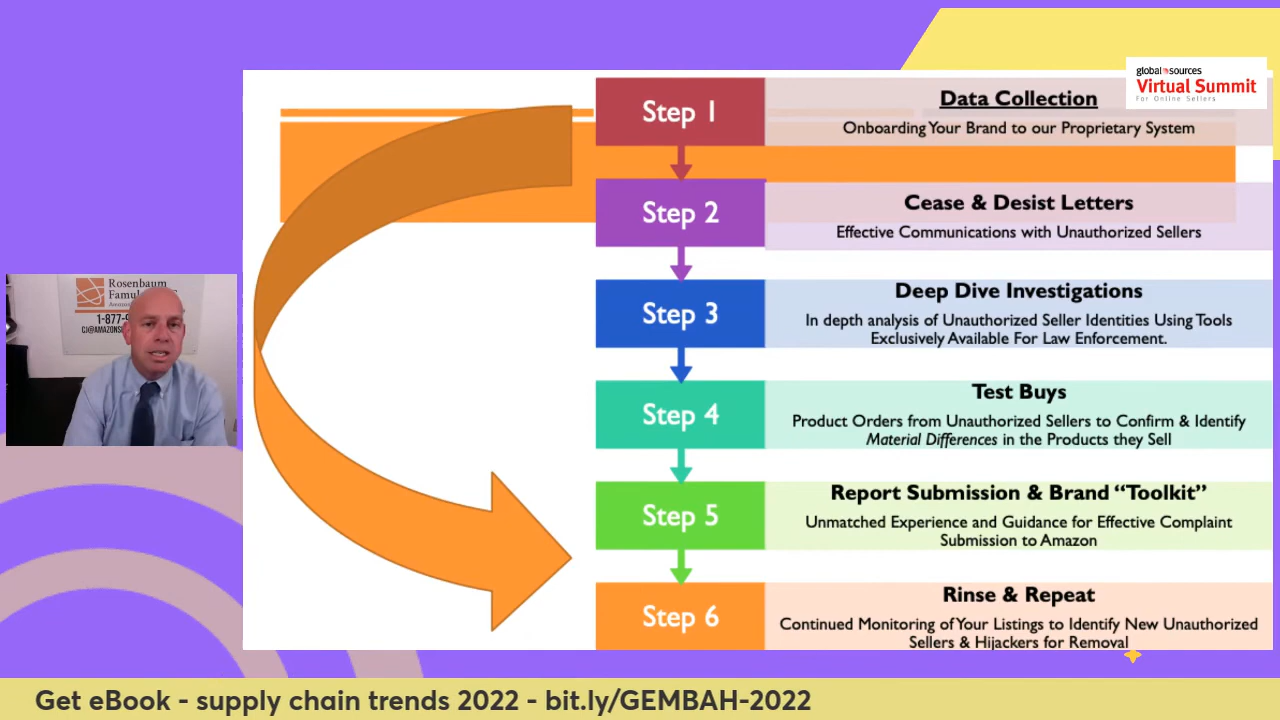 global sources
Virtual Summit
For Online Sellers
Step 1
Data Collection
Onboarding Your Brand to our Proprietary System
Step 2
Cease & Desist Letters
Effective Communications with Unauthorized Sellers
Step 3
Deep Dive Investigations
In depth analysis of Unauthorized Seller Identities Using Tools
Exclusively Available For Law Enforcement.
Step 4
Test Buys
Product Orders from Unauthorized Sellers to Confirm & Identify
Material Differences in the Products they Sell
Step 5
Report Submission & Brand “Toolkit”
Unmatched Experience and Guidance for Effective Complaint
Submission to Amazon
Step 6
Rinse & Repeat
Continued Monitoring of Your Listings to Identify New Unauthorized
Sellers & Hijackers for Removal
Rosenbaum
1-877-
Get eBook - supply chain trends 2022 - bit.ly/GEMBAH-2022